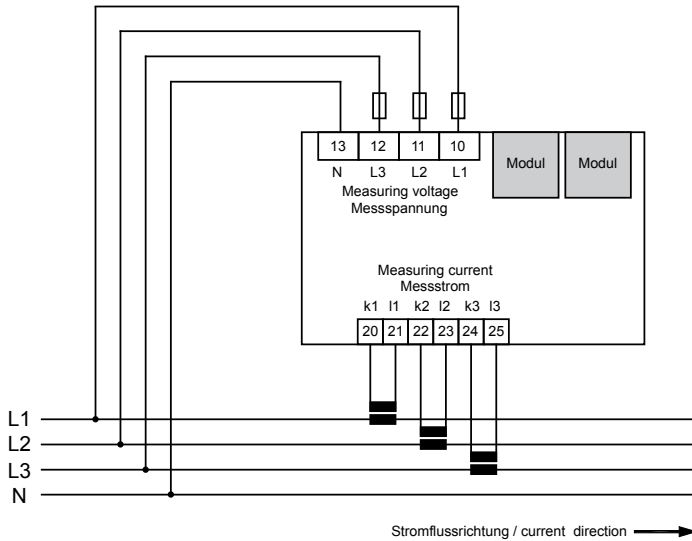 13 12 11 10
N L3 L2 L1
Modul Modul
Measuring voltage
Messspannung
Measuring current
Messstrom
k1 l1 k2 l2 k3 l3
20 21 22 23 24 25
L1
L2
L3
N
Stromflussrichtung / current direction